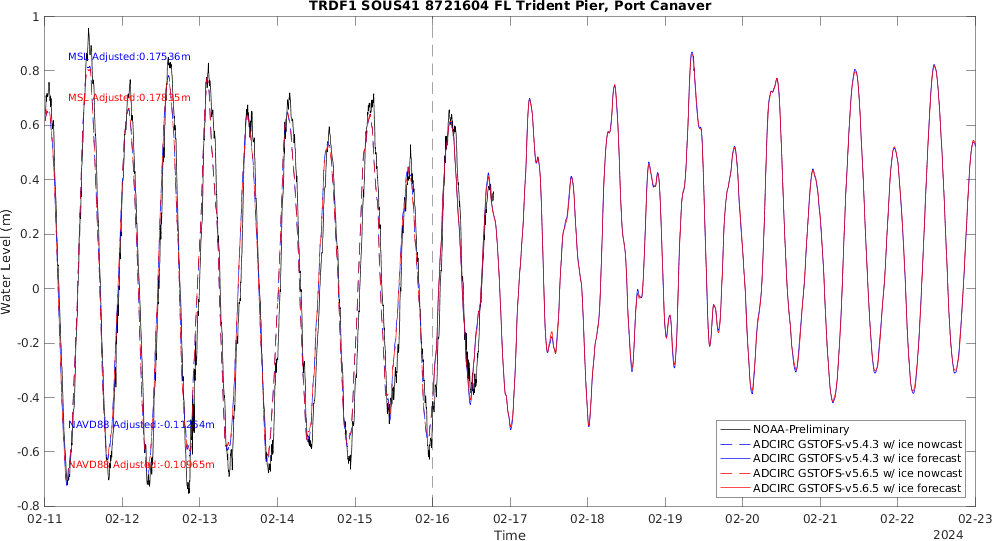 TRDF1 SOUS41 8721604 FL Trident Pier, Port Canaver
1
0.8
0.6
0.4
0.2
0
-0.2
-0.4
-0.6
-0.8
Water Level (m)
MSL Adjusted:0.17536m
MSL Adjusted:0.17835m
NAVD88 Adjusted:-0.11264m
NAVD88 Adjusted:-0.10965m
NOAA-Preliminary
ADCIRC GSTOFS-v5.4.3 w/ ice nowcast
ADCIRC GSTOFS-v5.4.3 w/ ice forecast
ADCIRC GSTOFS-v5.6.5 w/ ice nowcast
ADCIRC GSTOFS-v5.6.5 w/ ice forecast
02-11 02-12 02-13 02-14 02-15 02-16 02-17 02-18 02-19 02-20 02-21 02-22 02-23
Time
2024